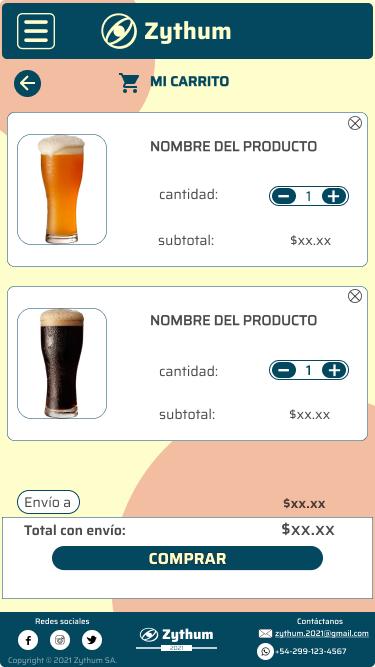 Zythum
MI CARRITO
NOMBRE DEL PRODUCTO
cantidad: 1
subtotal: $xx.xx
NOMBRE DEL PRODUCTO
cantidad: 1
subtotal: $xx.xx
Envío a $xx.xx
Total con envío: $xx.xx
COMPRAR
Redes sociales
Zythum
2021
Copyright © 2021 Zythum SA.
Contáctanos
zythum.2021@gmail.com
+54-299-123-4567